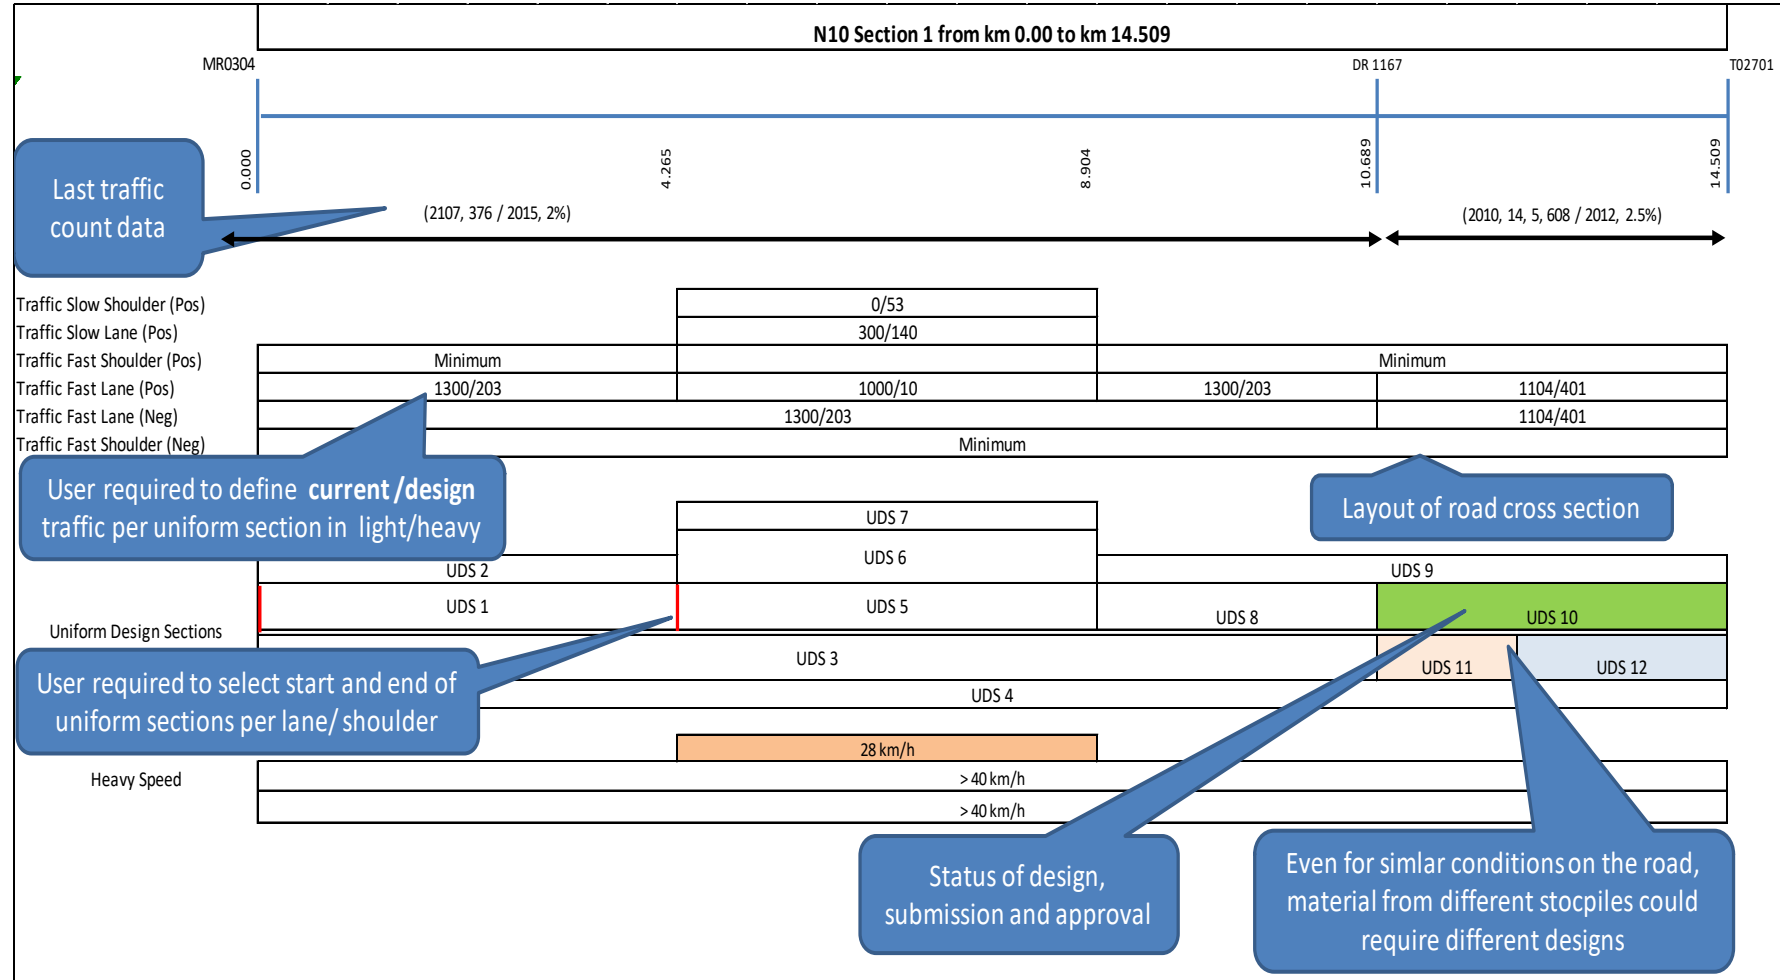 N10 Section 1 from km 0.00 to km 14.509
MR0304
DR 1167
T02701
0.000
4.265
8.904
10.689
14.509
Last traffic
count data
(2107, 376 / 2015, 2%)
(2010, 14, 5, 608 / 2012, 2.5%)
Traffic Slow Shoulder (Pos)
0/53
Traffic Slow Lane (Pos)
300/140
Traffic Fast Shoulder (Pos)
Minimum
Minimum
Traffic Fast Lane (Pos)
1300/203
1000/10
1300/203
1104/401
Traffic Fast Lane (Neg)
1300/203
1104/401
Traffic Fast Shoulder (Neg)
Minimum
User required to define current /design
traffic per uniform section in light/heavy
Layout of road cross section
UDS 7
UDS 6
UDS 2
UDS 9
UDS 1
UDS 5
UDS 8
UDS 10
Uniform Design Sections
UDS 3
UDS 11
UDS 12
UDS 4
User required to select start and end of
uniform sections per lane/ shoulder
28 km/h
Heavy Speed
> 40 km/h
> 40 km/h
Status of design,
submission and approval
Even for simlar conditions on the road,
material from different stocpiles could
require different designs